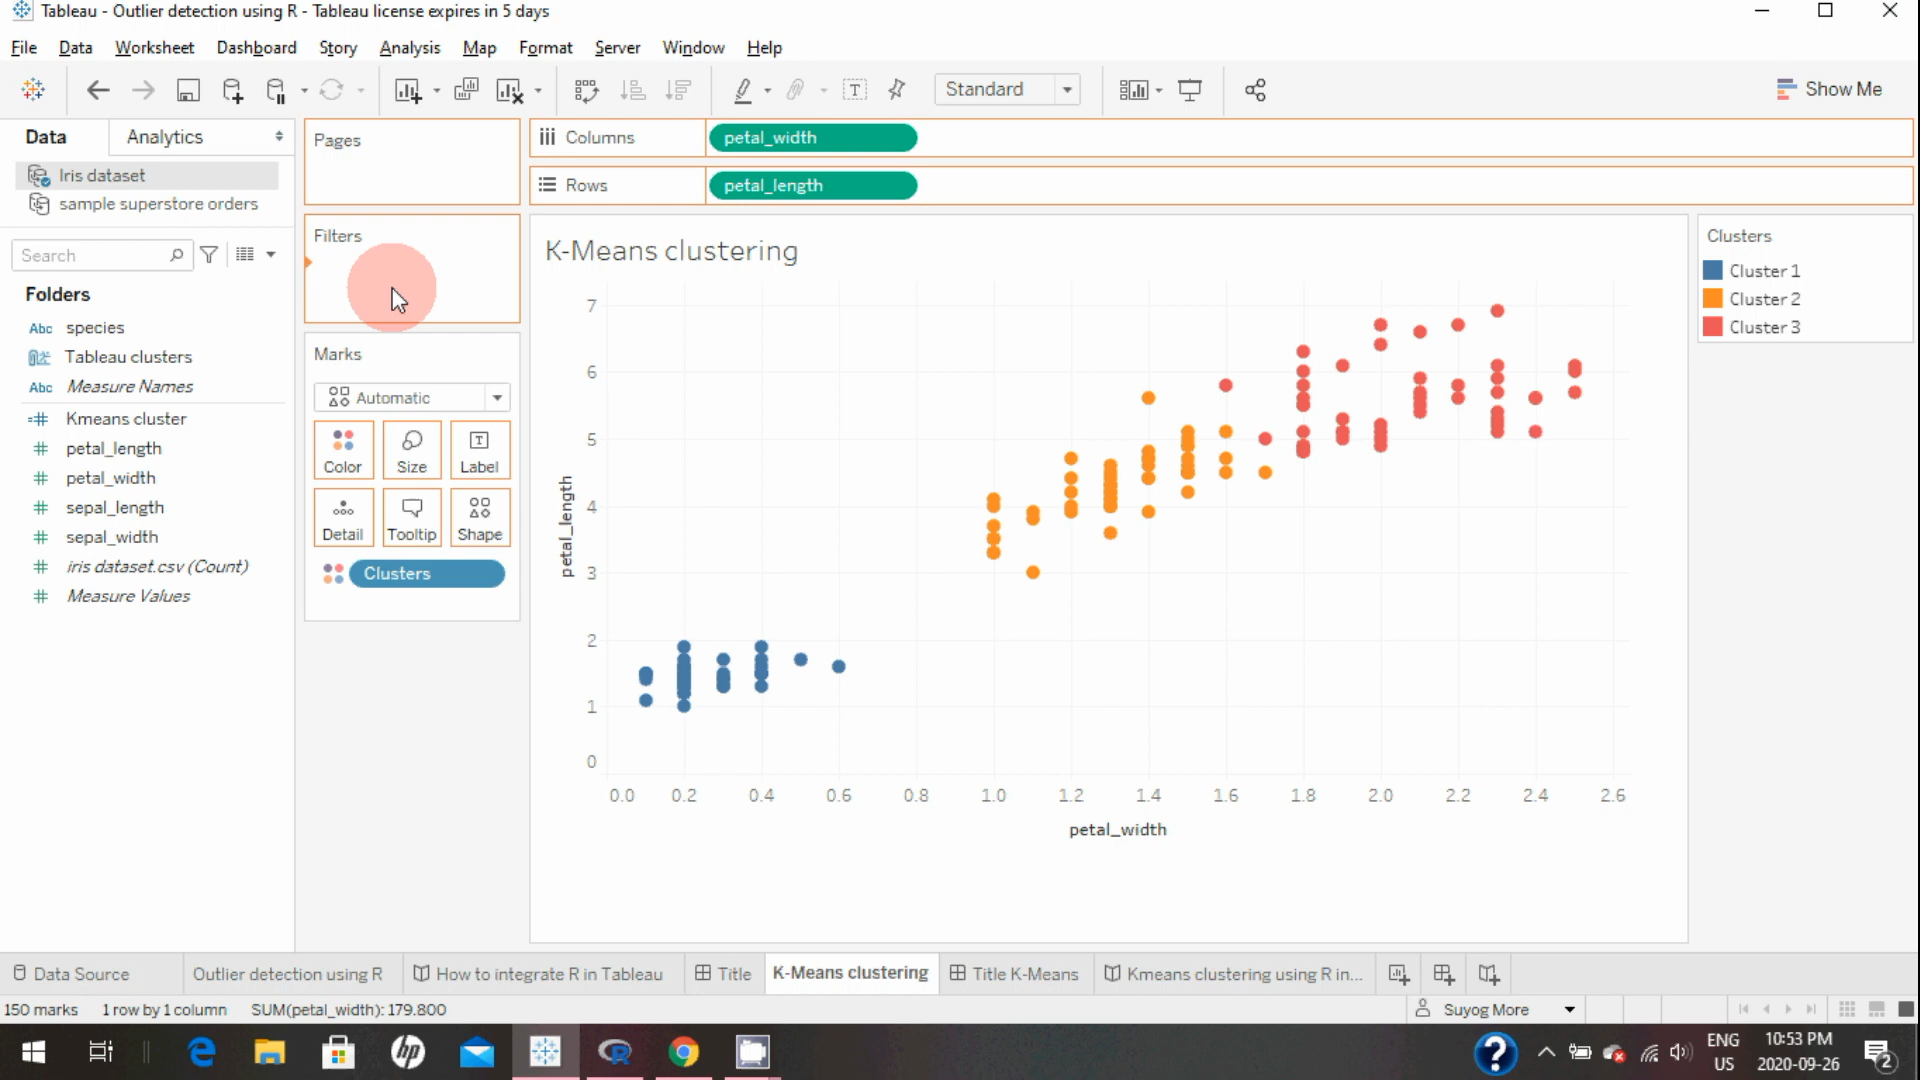 Tableau - Outlier detection using R - Tableau license expires in 5 days
File Data Worksheet Dashboard Story Analysis Map Format Server Window Help
Standard
Show Me
Data
Analytics
Iris dataset
sample superstore orders
Search
Folders
Abc species
Tableau clusters
Abc Measure Names
Kmeans cluster
petal_length
petal_width
sepal_length
sepal_width
iris dataset.csv (Count)
Measure Values
Pages
Filters
Marks
Automatic
Color Size Label
Detail Tooltip Shape
Clusters
Columns petal_width
Rows petal_length
K-Means clustering
7
6
5
4
3
2
1
0
petal_length
0.0 0.2 0.4 0.6 0.8 1.0 1.2 1.4 1.6 1.8 2.0 2.2 2.4 2.6
petal_width
Clusters
Cluster 1
Cluster 2
Cluster 3
Data Source Outlier detection using R How to integrate R in Tableau Title K-Means clustering Title K-Means Kmeans clustering using R in...
150 marks 1 row by 1 column SUM(petal_width): 179.800 Suyog More
hp
R
?
ENG
US
10:53 PM
2020-09-26
2